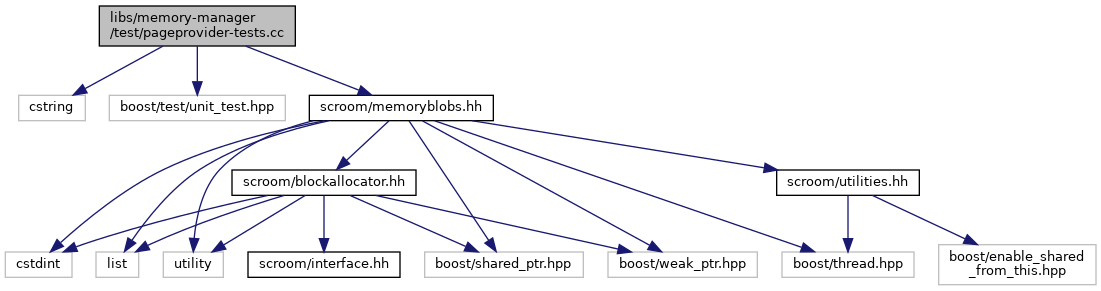 libs/memory-manager
/test/pageprovider-tests.cc
cstring
boost/test/unit_test.hpp
scroom/memoryblobs.hh
scroom/blockallocator.hh
scroom/utilities.hh
cstdint
list
utility
scroom/interface.hh
boost/shared_ptr.hpp
boost/weak_ptr.hpp
boost/thread.hpp
boost/enable_shared
_from_this.hpp